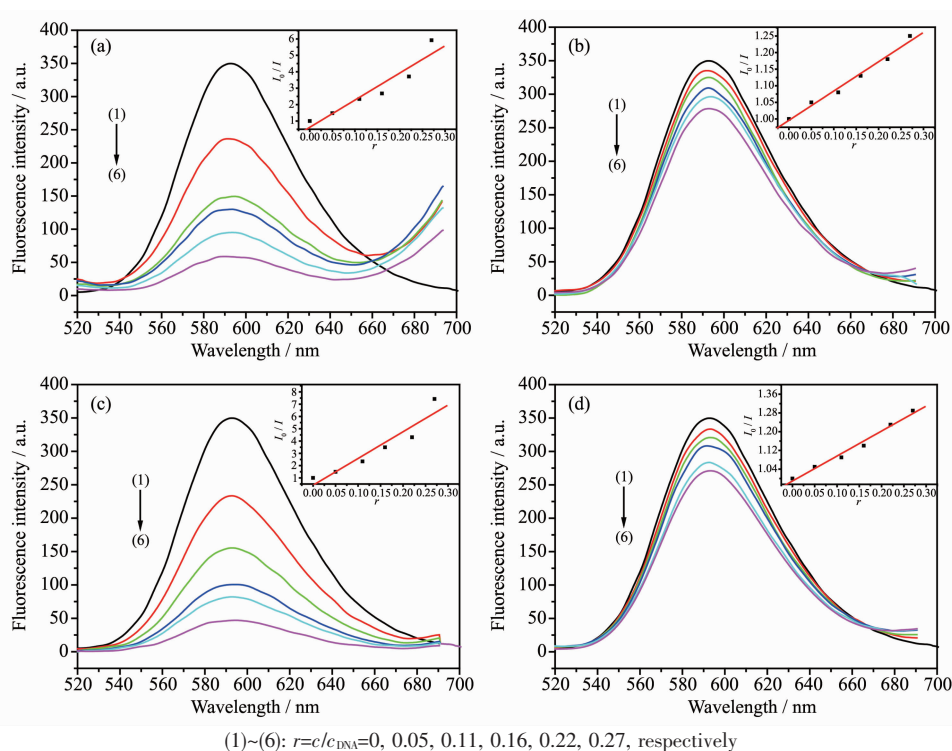 (a)
(1)
(6)
Fluorescence intensity / a.u.
400
350
300
250
200
150
100
50
0
520 540 560 580 600 620 640 660 680 700
Wavelength / nm
I₀ / I
6
5
4
3
2
1
0.00 0.05 0.10 0.15 0.20 0.25 0.30
r
(b)
(1)
(6)
Fluorescence intensity / a.u.
400
350
300
250
200
150
100
50
0
520 540 560 580 600 620 640 660 680 700
Wavelength / nm
I₀ / I
1.25
1.20
1.15
1.10
1.05
1.00
0.00 0.05 0.10 0.15 0.20 0.25 0.30
r
(c)
(1)
(6)
Fluorescence intensity / a.u.
400
350
300
250
200
150
100
50
0
520 540 560 580 600 620 640 660 680 700
Wavelength / nm
I₀ / I
8
7
6
5
4
3
2
1
0.00 0.05 0.10 0.15 0.20 0.25 0.30
r
(d)
(1)
(6)
Fluorescence intensity / a.u.
400
350
300
250
200
150
100
50
0
520 540 560 580 600 620 640 660 680 700
Wavelength / nm
I₀ / I
1.36
1.28
1.20
1.12
1.04
0.00 0.05 0.10 0.15 0.20 0.25 0.30
r
(1)~(6): r=c/c_DNA=0, 0.05, 0.11, 0.16, 0.22, 0.27, respectively